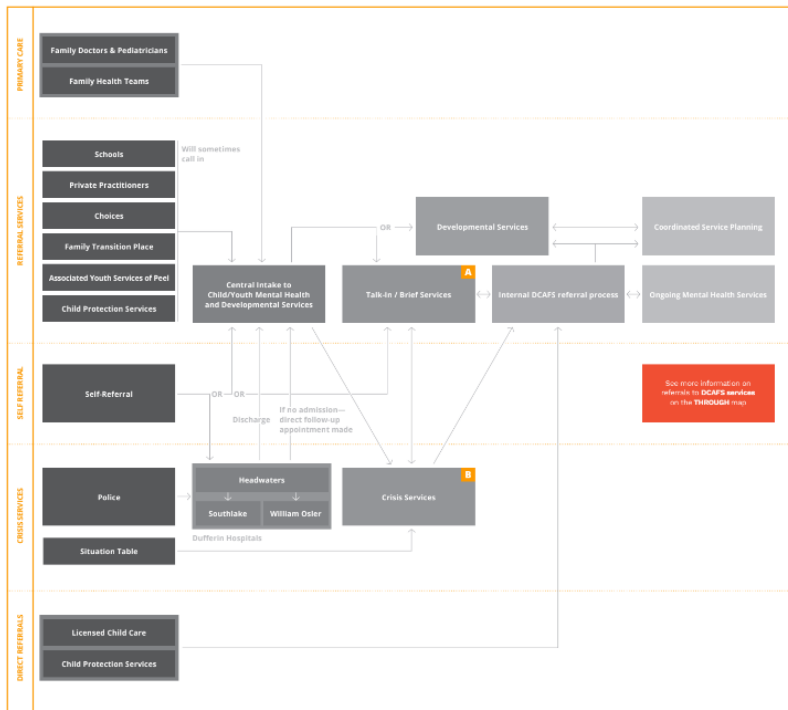 PRIMARY CARE
Family Doctors & Pediatricians
Family Health Teams
REFERRAL SERVICES
Schools
Will sometimes
call in
Private Practitioners
Choices
Family Transition Place
Associated Youth Services of Peel
Child Protection Services
Central Intake to
Child/Youth Mental Health
and Developmental Services
OR
Developmental Services
Coordinated Service Planning
A
Talk-In / Brief Services
Internal DCAFS referral process
Ongoing Mental Health Services
SELF REFERRAL
Self-Referral
OR
OR
Discharge
If no admission—
direct follow-up
appointment made
See more information on
referrals to DCAFS services
on the THROUGH map
CRISIS SERVICES
Police
Headwaters
Southlake
William Osler
Dufferin Hospitals
B
Crisis Services
Situation Table
DIRECT REFERRALS
Licensed Child Care
Child Protection Services